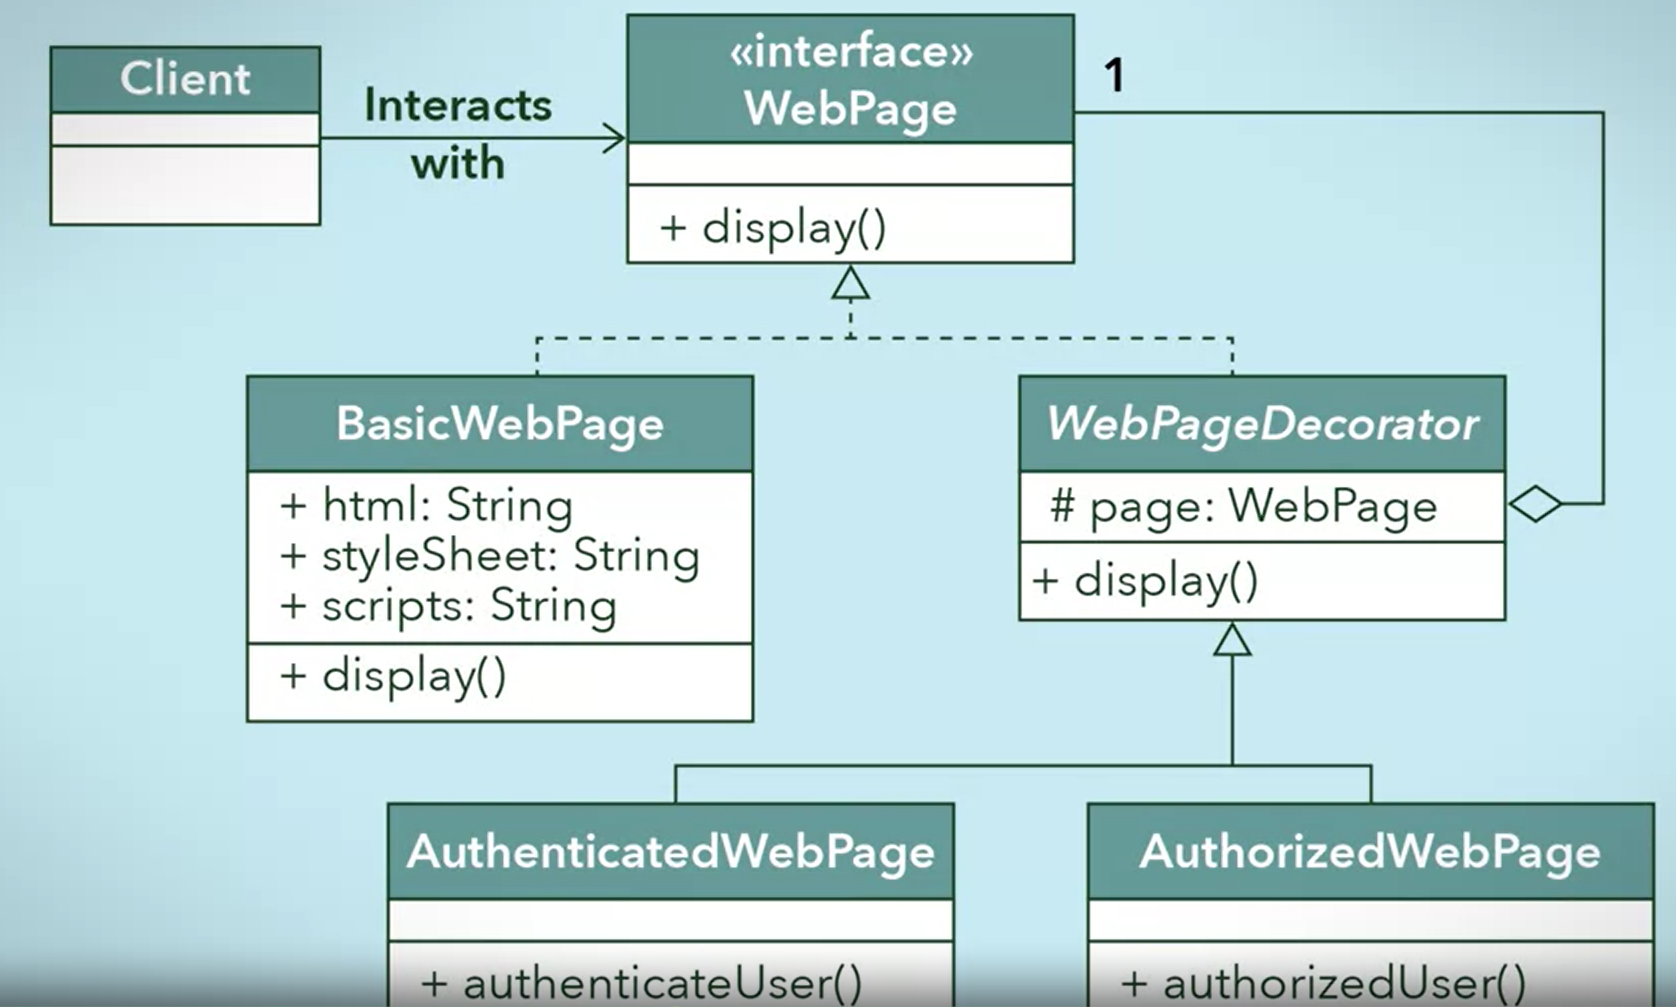 Client
Interacts
with
«interface»
WebPage
1
+ display()
BasicWebPage
+ html: String
+ styleSheet: String
+ scripts: String
+ display()
WebPageDecorator
# page: WebPage
+ display()
AuthenticatedWebPage
+ authenticateUser()
AuthorizedWebPage
+ authorizedUser()